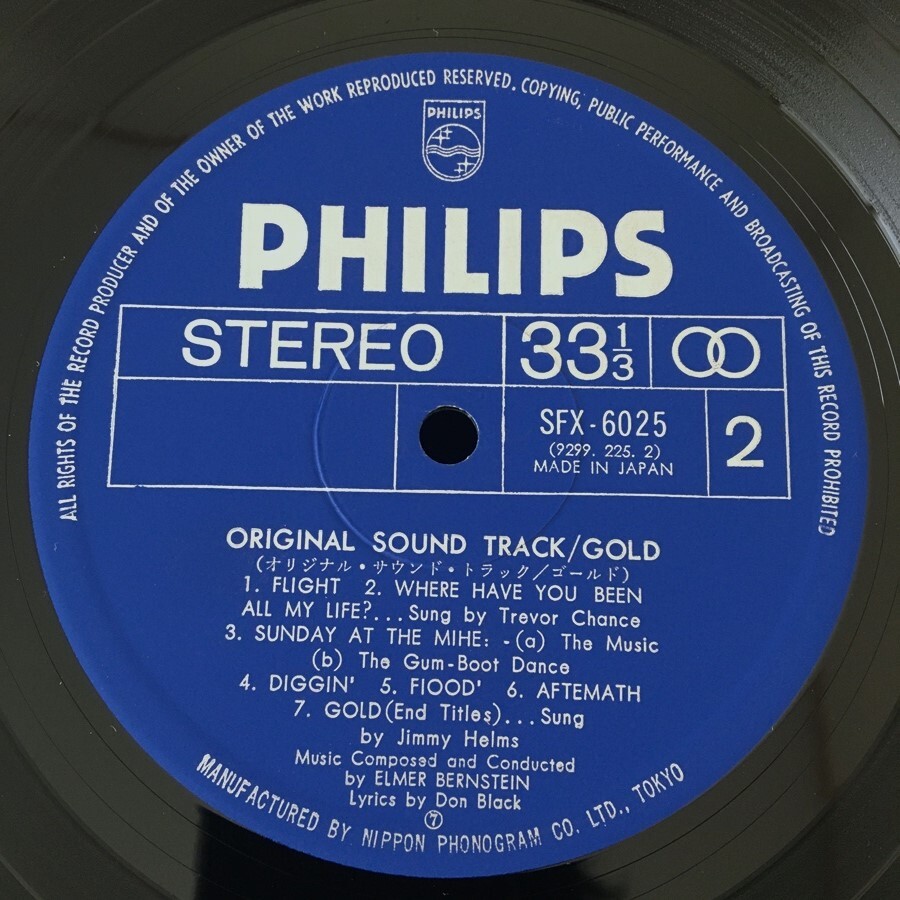 ALL RIGHTS OF THE RECORD PRODUCER AND OF THE OWNER OF THE WORK REPRODUCED RESERVED. COPYING, PUBLIC PERFORMANCE AND BROADCASTING OF THIS RECORD PROHIBITED
PHILIPS
PHILIPS
STEREO 33 1/3
SFX-6025
(9299. 225. 2)
MADE IN JAPAN
2
ORIGINAL SOUND TRACK/GOLD
(オリジナル・サウンド・トラック/ゴールド)
1. FLIGHT 2. WHERE HAVE YOU BEEN
ALL MY LIFE?...Sung by Trevor Chance
3. SUNDAY AT THE MIHE: -(a) The Music
(b) The Gum-Boot Dance
4. DIGGIN' 5. FIOOD' 6. AFTEMATH
7. GOLD(End Titles)...Sung
by Jimmy Helms
Music Composed and Conducted
by ELMER BERNSTEIN
Lyrics by Don Black
⑦
MANUFACTURED BY NIPPON PHONOGRAM CO. LTD., TOKYO